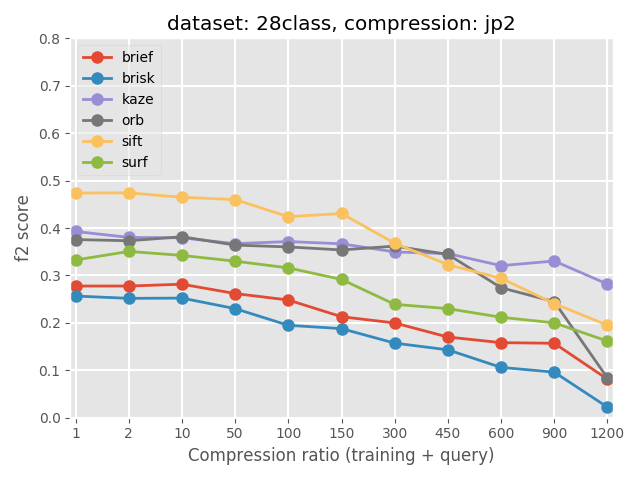 dataset: 28class, compression: jp2
0.8
0.7
0.6
0.5
0.4
0.3
0.2
0.1
0.0
f2 score
brief
brisk
kaze
orb
sift
surf
1 2 10 50 100 150 300 450 600 900 1200
Compression ratio (training + query)